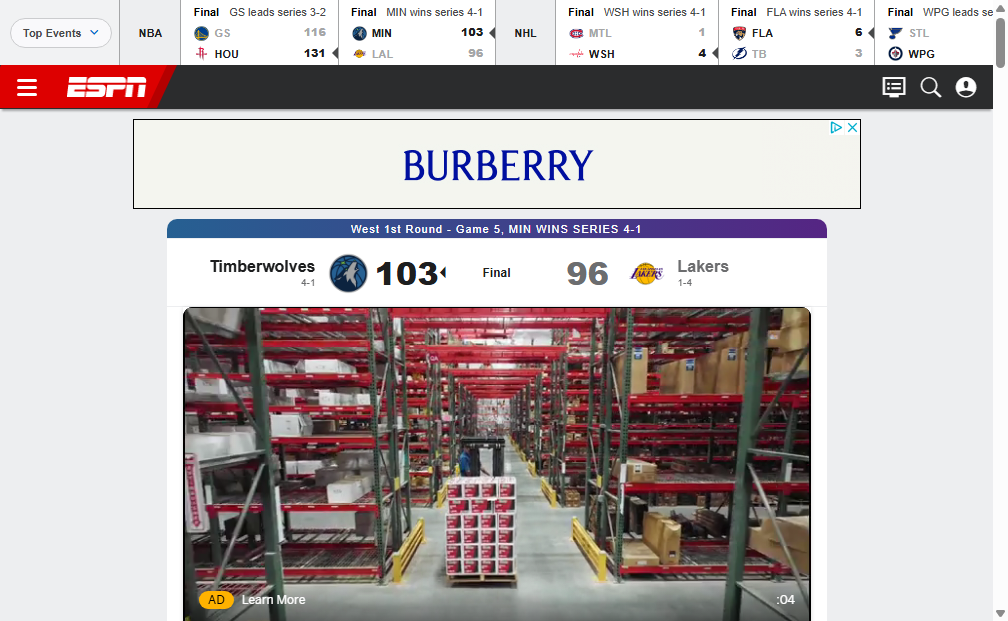 Top Events
NBA
Final GS leads series 3-2
GS 116
HOU 131
Final MIN wins series 4-1
MIN 103
LAL 96
NHL
Final WSH wins series 4-1
MTL 1
WSH 4
Final FLA wins series 4-1
FLA 6
TB 3
Final WPG leads se
STL
WPG
ESPN
BURBERRY
West 1st Round - Game 5, MIN WINS SERIES 4-1
Timberwolves
4-1
103
Final
96
LAKERS
Lakers
1-4
AD Learn More :04